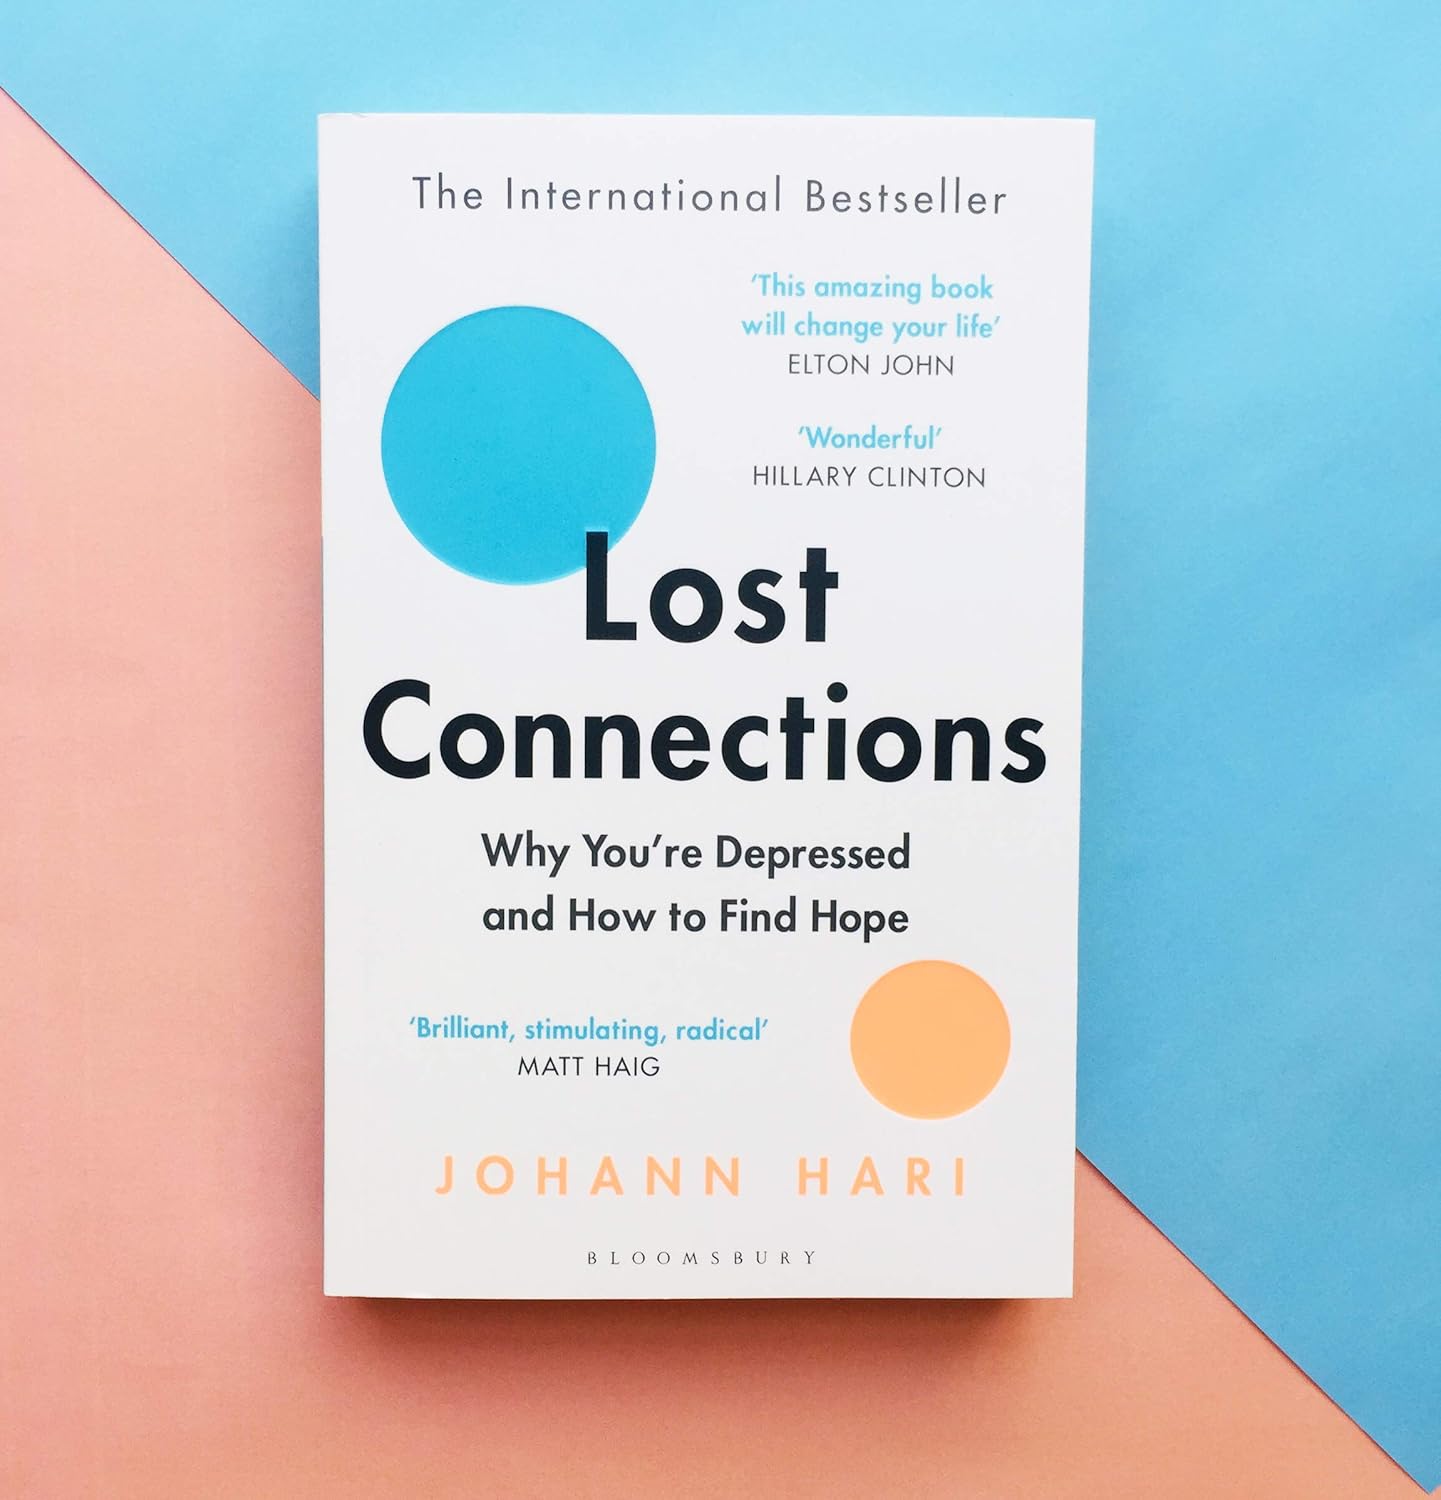 The International Bestseller
‘This amazing book
will change your life’
ELTON JOHN
‘Wonderful’
HILLARY CLINTON
Lost
Connections
Why You’re Depressed
and How to Find Hope
‘Brilliant, stimulating, radical’
MATT HAIG
JOHANN HARI
BLOOMSBURY